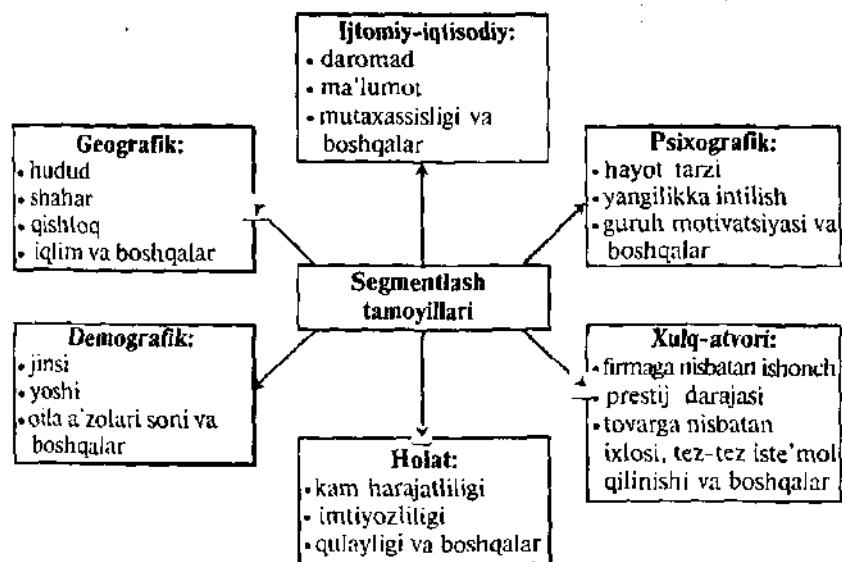 Ijtomiy-iqtisodiy:
• daromad
• ma'lumot
• mutaxassisligi va
boshqalar
Geografik:
• hudud
• shahar
• qishloq
• iqlim va boshqalar
Psixografik:
• hayot tarzi
• yangilikka intilish
• guruh motivatsiyasi va
boshqalar
Segmentlash
tamoyillari
Demografik:
• jinsi
• yoshi
• oila a'zolari soni va
boshqalar
Xulq-atvori:
• firmaga nisbatan ishonch
• prestij darajasi
• tovarga nisbatan
ixlosi, tez-tez iste'mol
qilinishi va boshqalar
Holat:
• kam harajatliligi
• imtiyozliligi
• qulayligi va boshqalar